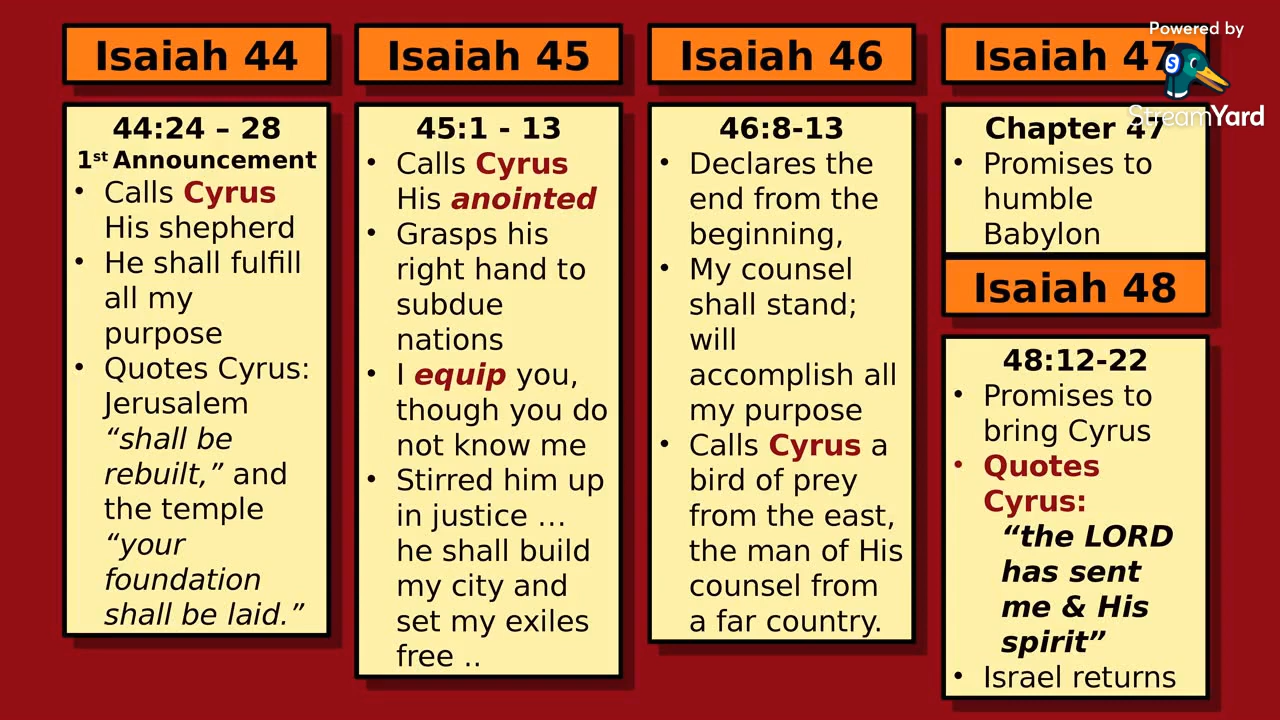 Isaiah 44
44:24 – 28
1st Announcement
• Calls Cyrus
His shepherd
• He shall fulfill
all my
purpose
• Quotes Cyrus:
Jerusalem
“shall be
rebuilt,” and
the temple
“your
foundation
shall be laid.”
Isaiah 45
45:1 - 13
• Calls Cyrus
His anointed
• Grasps his
right hand to
subdue
nations
• I equip you,
though you do
not know me
• Stirred him up
in justice …
he shall build
my city and
set my exiles
free ..
Isaiah 46
46:8-13
• Declares the
end from the
beginning,
• My counsel
shall stand;
will
accomplish all
my purpose
• Calls Cyrus a
bird of prey
from the east,
the man of His
counsel from
a far country.
Isaiah 47
Chapter 47
• Promises to
humble
Babylon
Isaiah 48
48:12-22
• Promises to
bring Cyrus
• Quotes
Cyrus:
“the LORD
has sent
me & His
spirit”
• Israel returns
Powered by
S
StreamYard